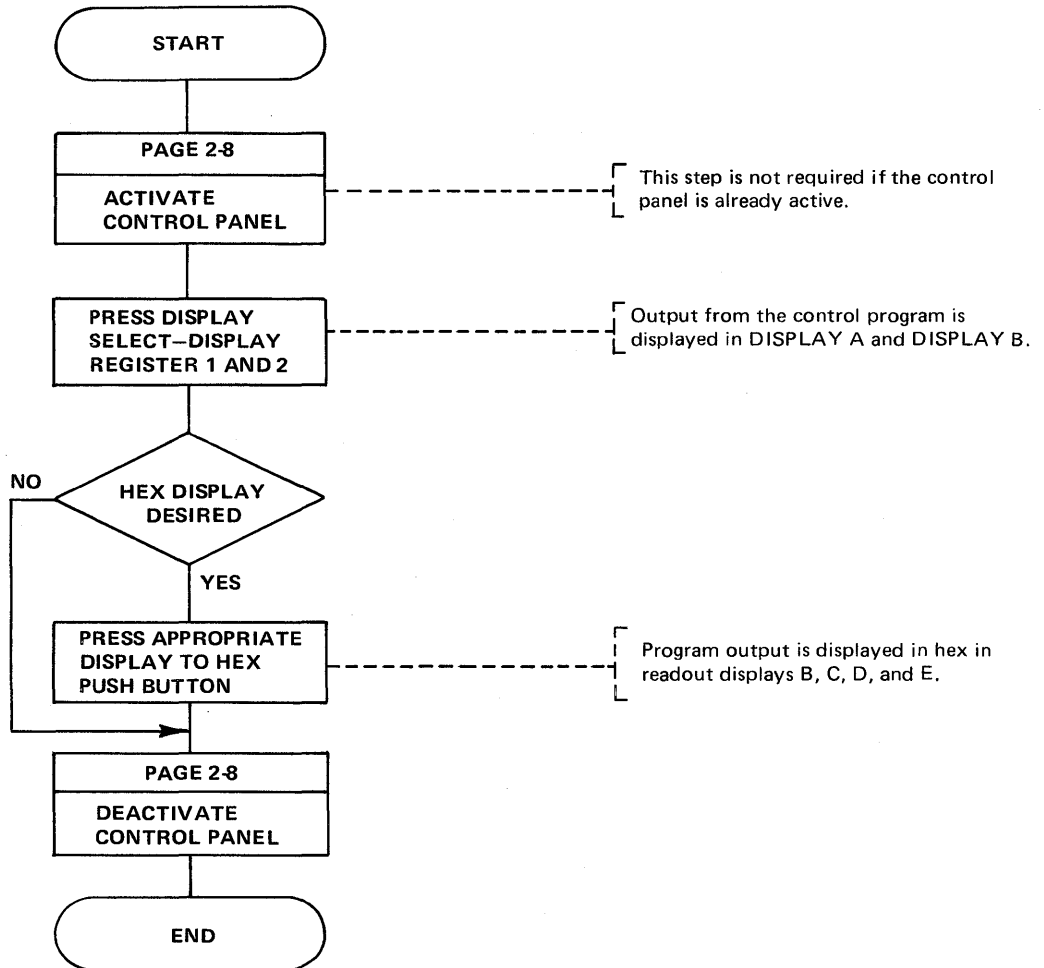 START
PAGE 2-8
ACTIVATE
CONTROL PANEL
This step is not required if the control
panel is already active.
PRESS DISPLAY
SELECT—DISPLAY
REGISTER 1 AND 2
Output from the control program is
displayed in DISPLAY A and DISPLAY B.
NO
HEX DISPLAY
DESIRED
YES
PRESS APPROPRIATE
DISPLAY TO HEX
PUSH BUTTON
Program output is displayed in hex in
readout displays B, C, D, and E.
PAGE 2-8
DEACTIVATE
CONTROL PANEL
END